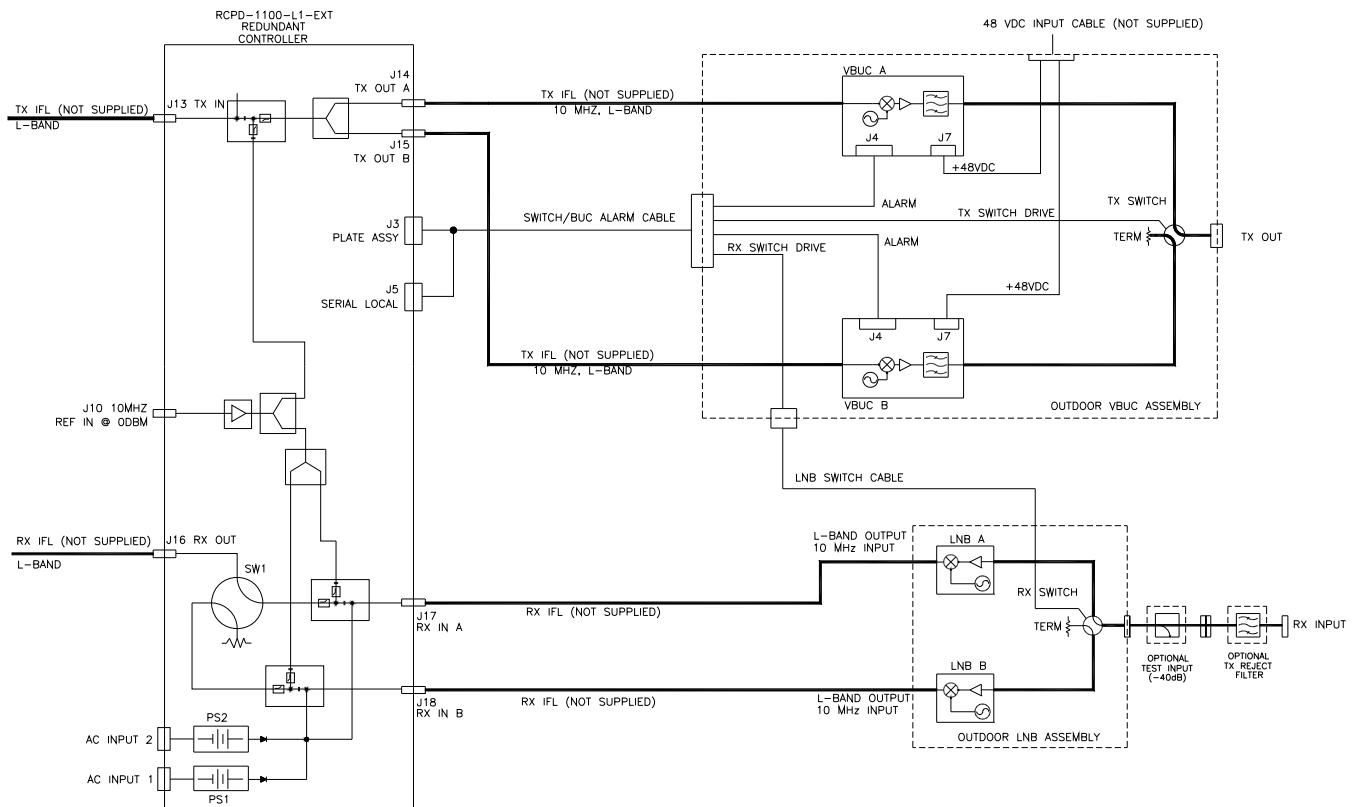 RCPD-1100-L1-EXT
REDUNDANT
CONTROLLER
48 VDC INPUT CABLE (NOT SUPPLIED)
TX IFL (NOT SUPPLIED)
L-BAND
J13 TX IN
J14
TX OUT A
J15
TX OUT B
TX IFL (NOT SUPPLIED)
10 MHZ, L-BAND
VBUC A
J4
J7
+48VDC
ALARM
TX SWITCH
J3
PLATE ASSY
SWITCH/BUC ALARM CABLE
TX SWITCH DRIVE
RX SWITCH DRIVE
ALARM
TERM
TX OUT
J5
SERIAL LOCAL
+48VDC
J4
J7
TX IFL (NOT SUPPLIED)
10 MHZ, L-BAND
VBUC B
OUTDOOR VBUC ASSEMBLY
J10 10MHZ
REF IN @ 0DBM
LNB SWITCH CABLE
RX IFL (NOT SUPPLIED)
L-BAND
J16 RX OUT
SW1
L-BAND OUTPUT
10 MHz INPUT
LNB A
RX SWITCH
RX IFL (NOT SUPPLIED)
J17
RX IN A
TERM
RX INPUT
OPTIONAL
TEST INPUT
(-40dB)
OPTIONAL
TX REJECT
FILTER
LNB B
RX IFL (NOT SUPPLIED)
J18
RX IN B
L-BAND OUTPUT
10 MHz INPUT
OUTDOOR LNB ASSEMBLY
PS2
AC INPUT 2
AC INPUT 1
PS1